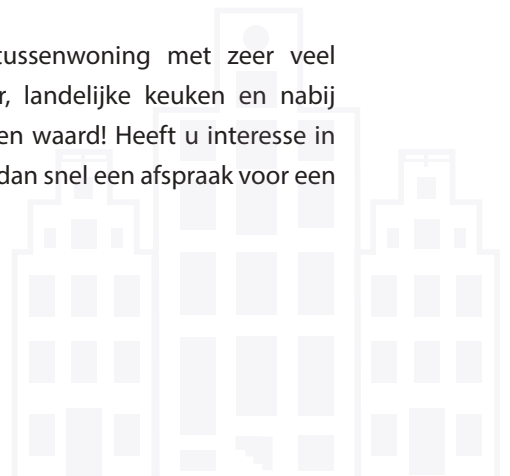 tussenwoning met zeer veel
, landelijke keuken en nabij
en waard! Heeft u interesse in
dan snel een afspraak voor een